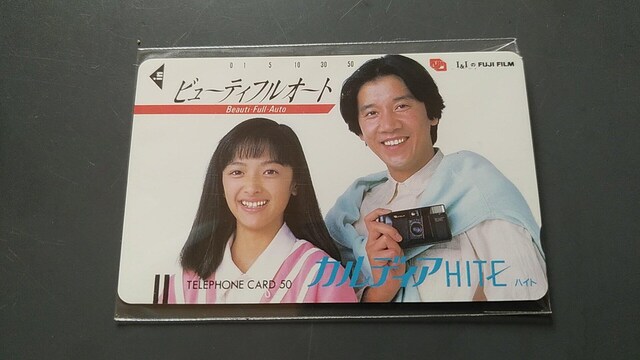 0 1 5 10 30 50
I&I の FUJI FILM
ビューティフルオート
Beauti Full-Auto
カルディアHITE ハイト
TELEPHONE CARD 50